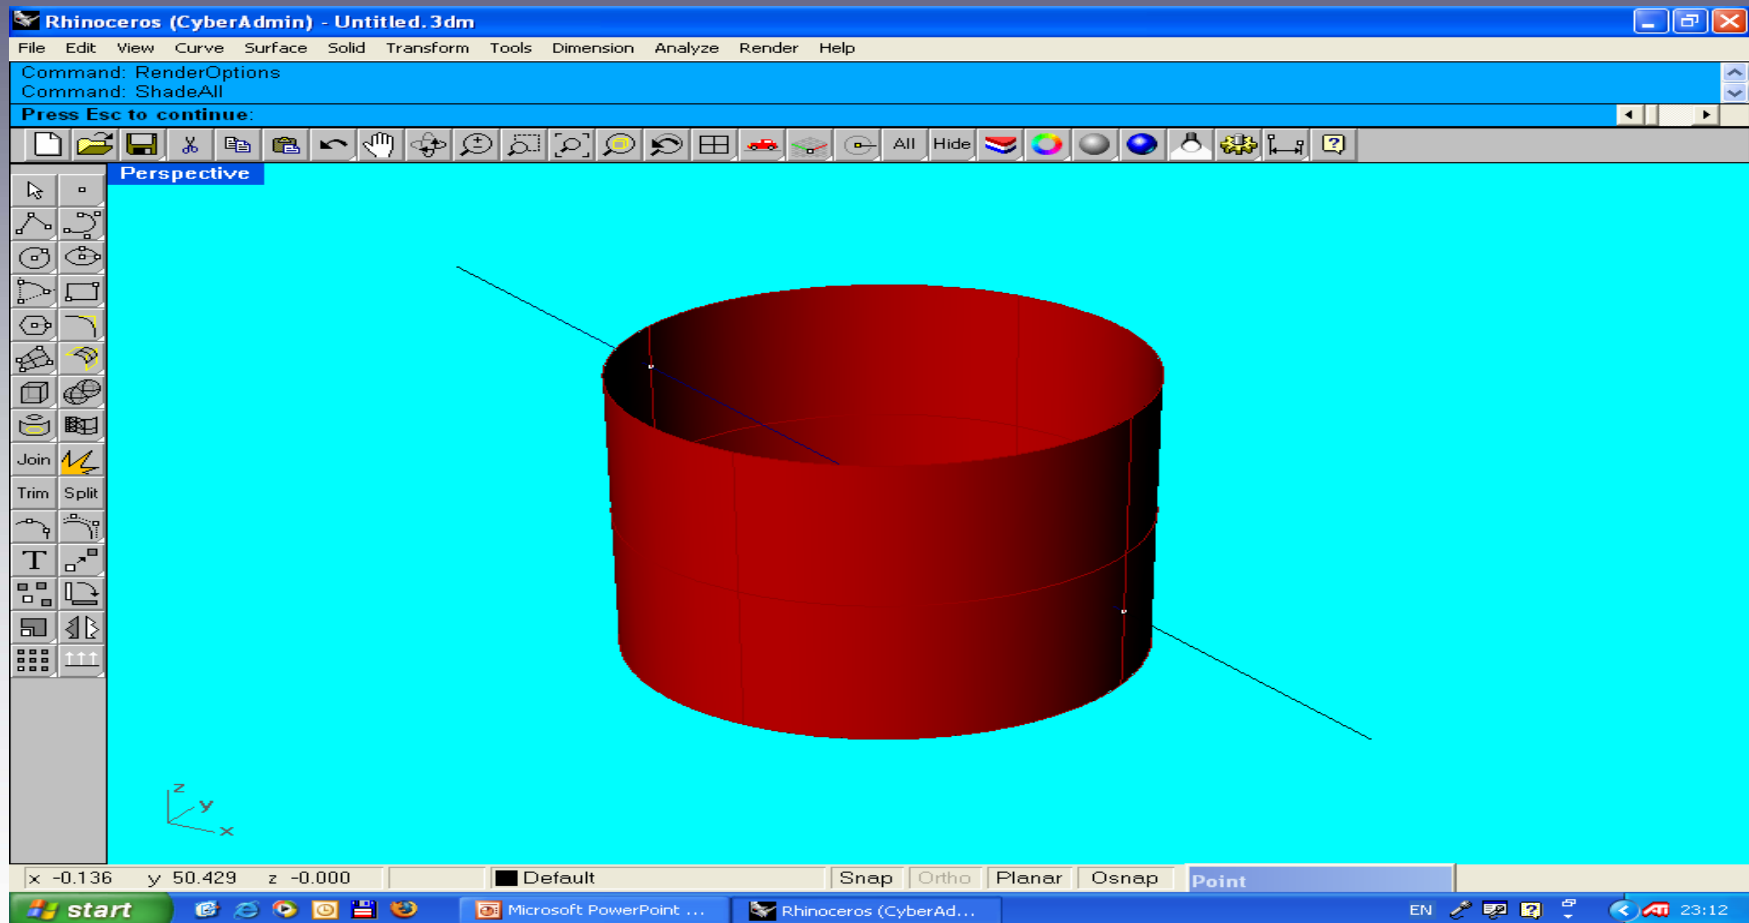 Rhinoceros (CyberAdmin) - Untitled.3dm
File Edit View Curve Surface Solid Transform Tools Dimension Analyze Render Help
Command: RenderOptions
Command: ShadeAll
Press Esc to continue:
All Hide
Perspective
Join
Trim Split
T
z
y
x
x -0.136 y 50.429 z -0.000 Default Snap Ortho Planar Osnap Point
start Microsoft PowerPoint ... Rhinoceros (CyberAd... EN ATI 23:12